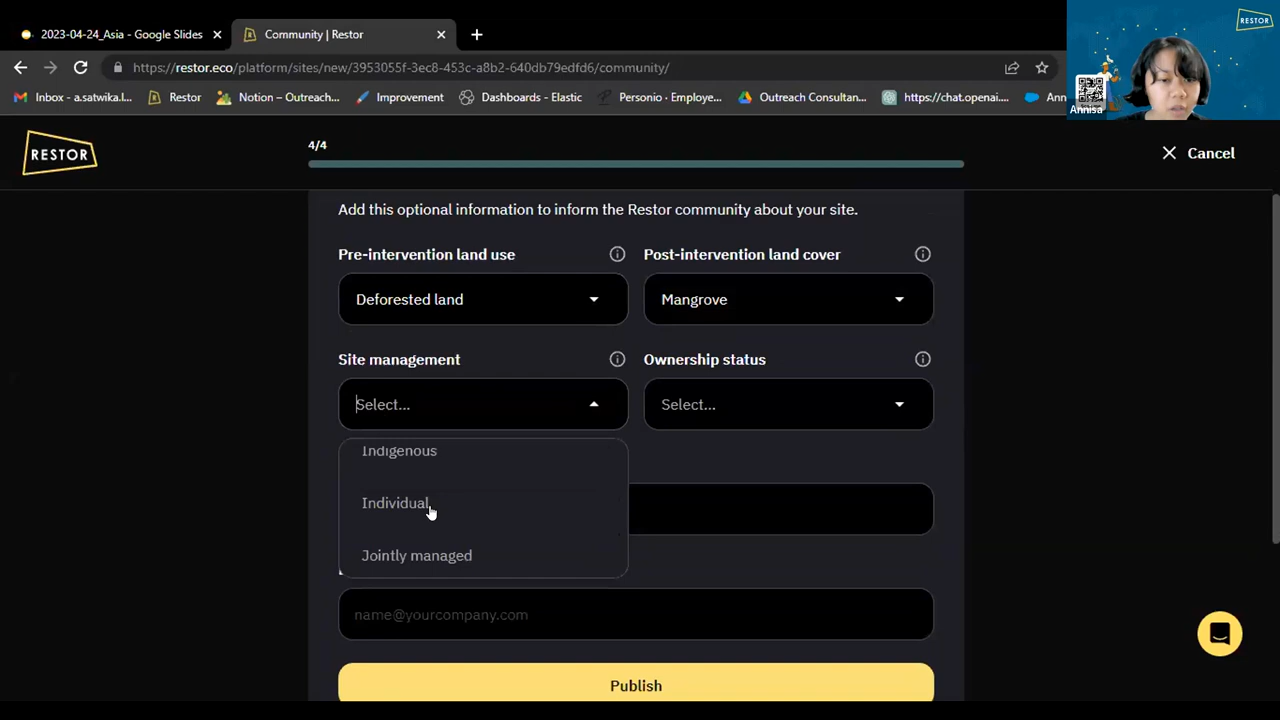 2023-04-24_Asia - Google Slides
Community | Restor
https://restor.eco/platform/sites/new/3953055f-3ec8-453c-a8b2-640db79edfd6/community/
Inbox - a.satwika.l...
Restor
Notion – Outreach...
Improvement
Dashboards - Elastic
Personio - Employe...
Outreach Consultan...
https://chat.openai....
Ann
RESTOR
Annisa
RESTOR
4/4
Cancel
Add this optional information to inform the Restor community about your site.
Pre-intervention land use
Post-intervention land cover
Deforested land
Mangrove
Site management
Ownership status
Select...
Select...
Indigenous
Individual
Jointly managed
name@yourcompany.com
Publish